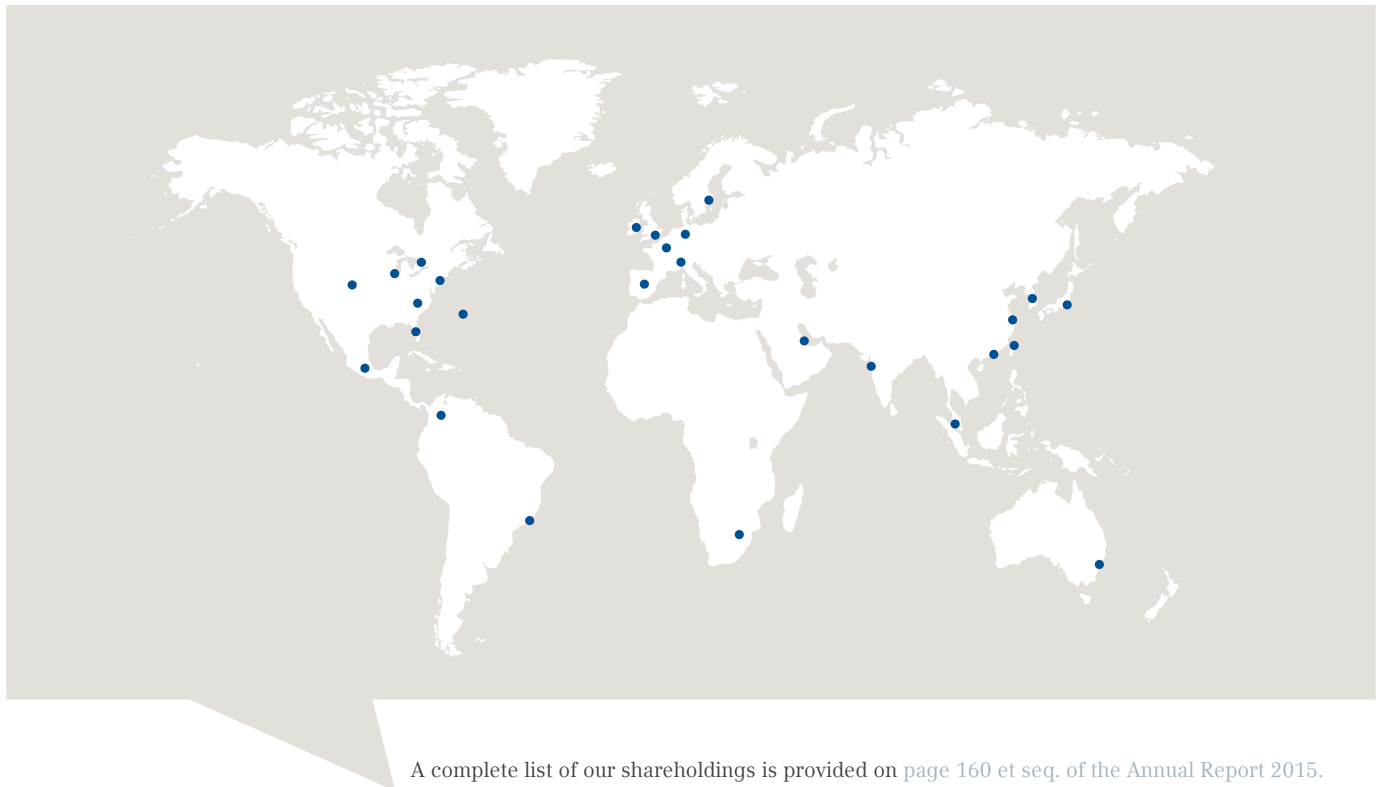 A complete list of our shareholdings is provided on page 160 et seq. of the Annual Report 2015.